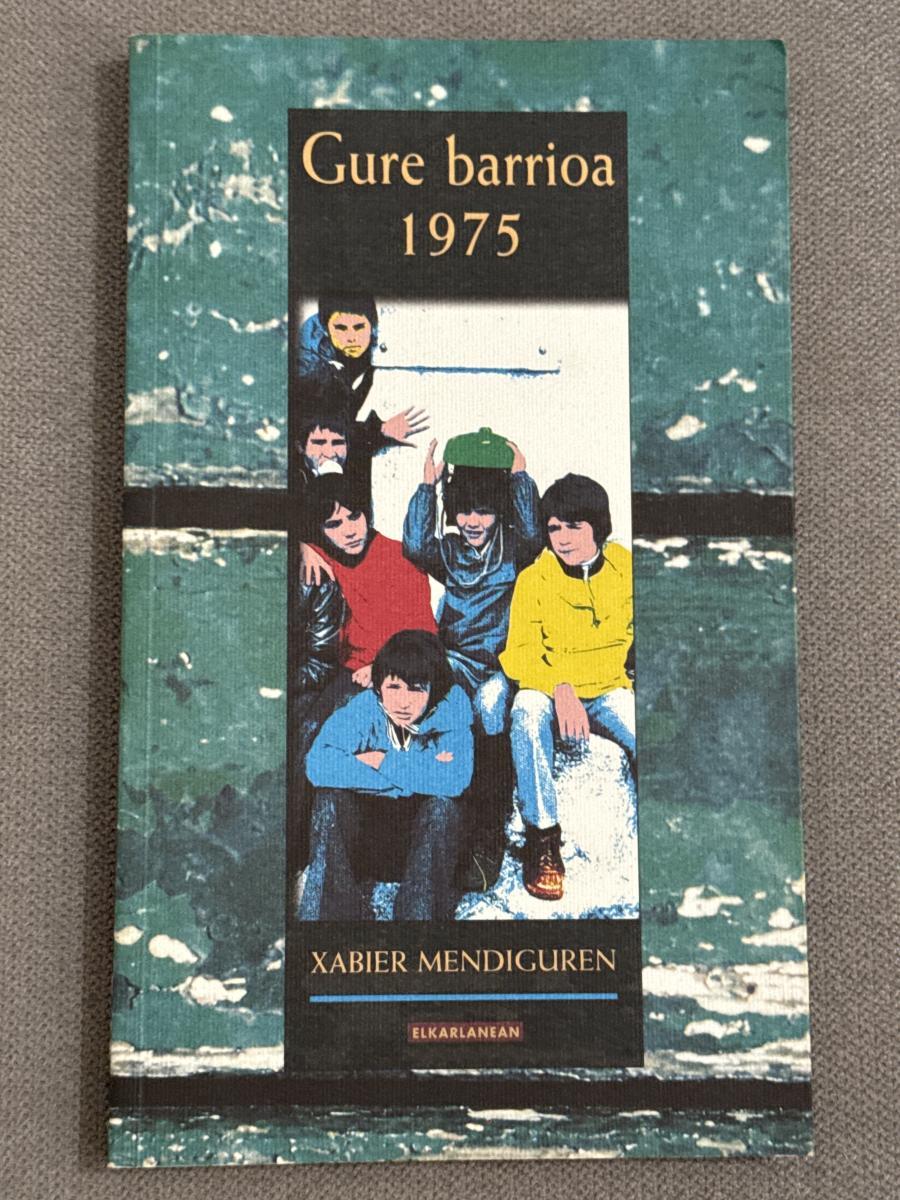 Gure barrioa
1975
XABIER MENDIGUREN
ELKARLANEAN